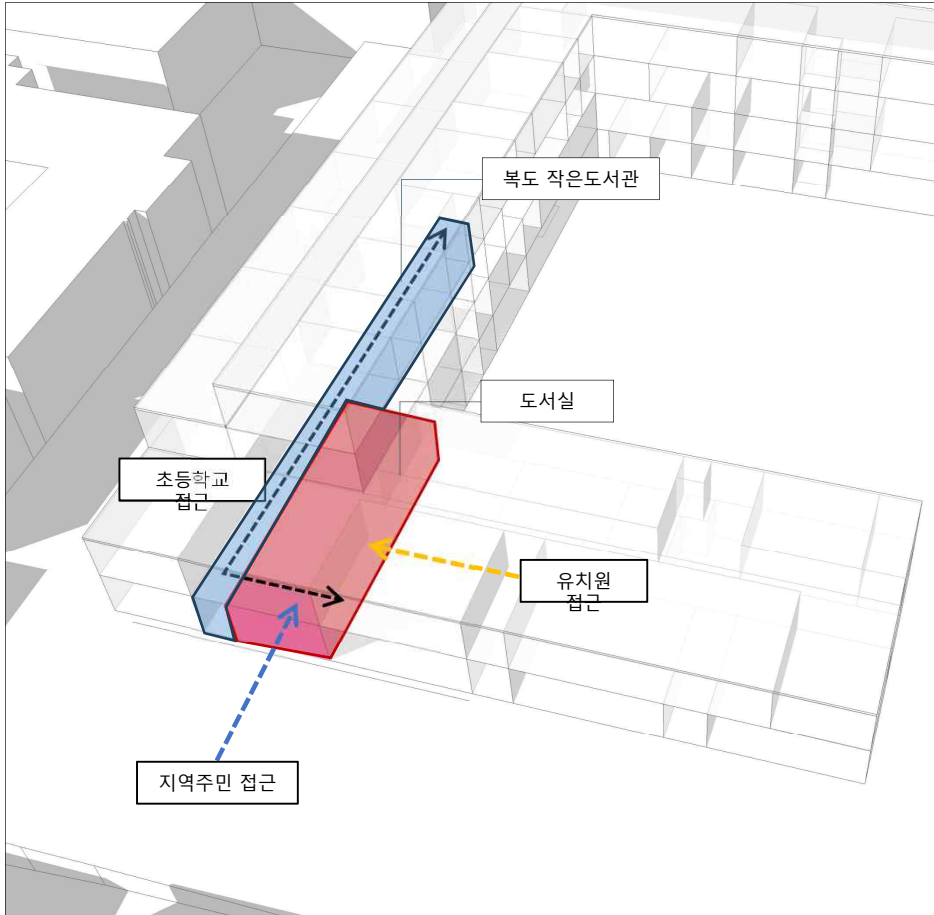 복도 작은도서관
도서실
초등학교
접근
유치원
접근
지역주민 접근